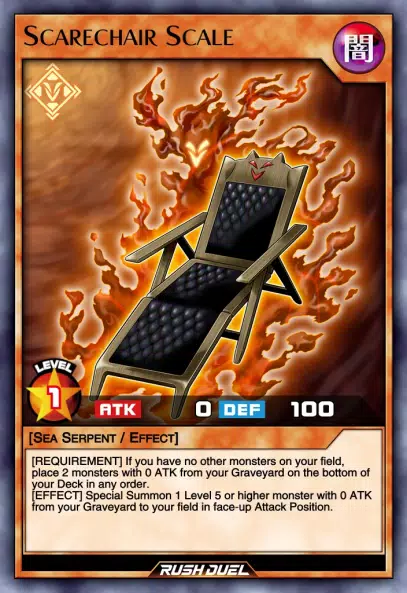 SCARECHAIR SCALE
闇
LEVEL
1
ATK 0 DEF 100
[SEA SERPENT / EFFECT]
[REQUIREMENT] If you have no other monsters on your field,
place 2 monsters with 0 ATK from your Graveyard on the bottom of
your Deck in any order.
[EFFECT] Special Summon 1 Level 5 or higher monster with 0 ATK
from your Graveyard to your field in face-up Attack Position.
RUSH DUEL